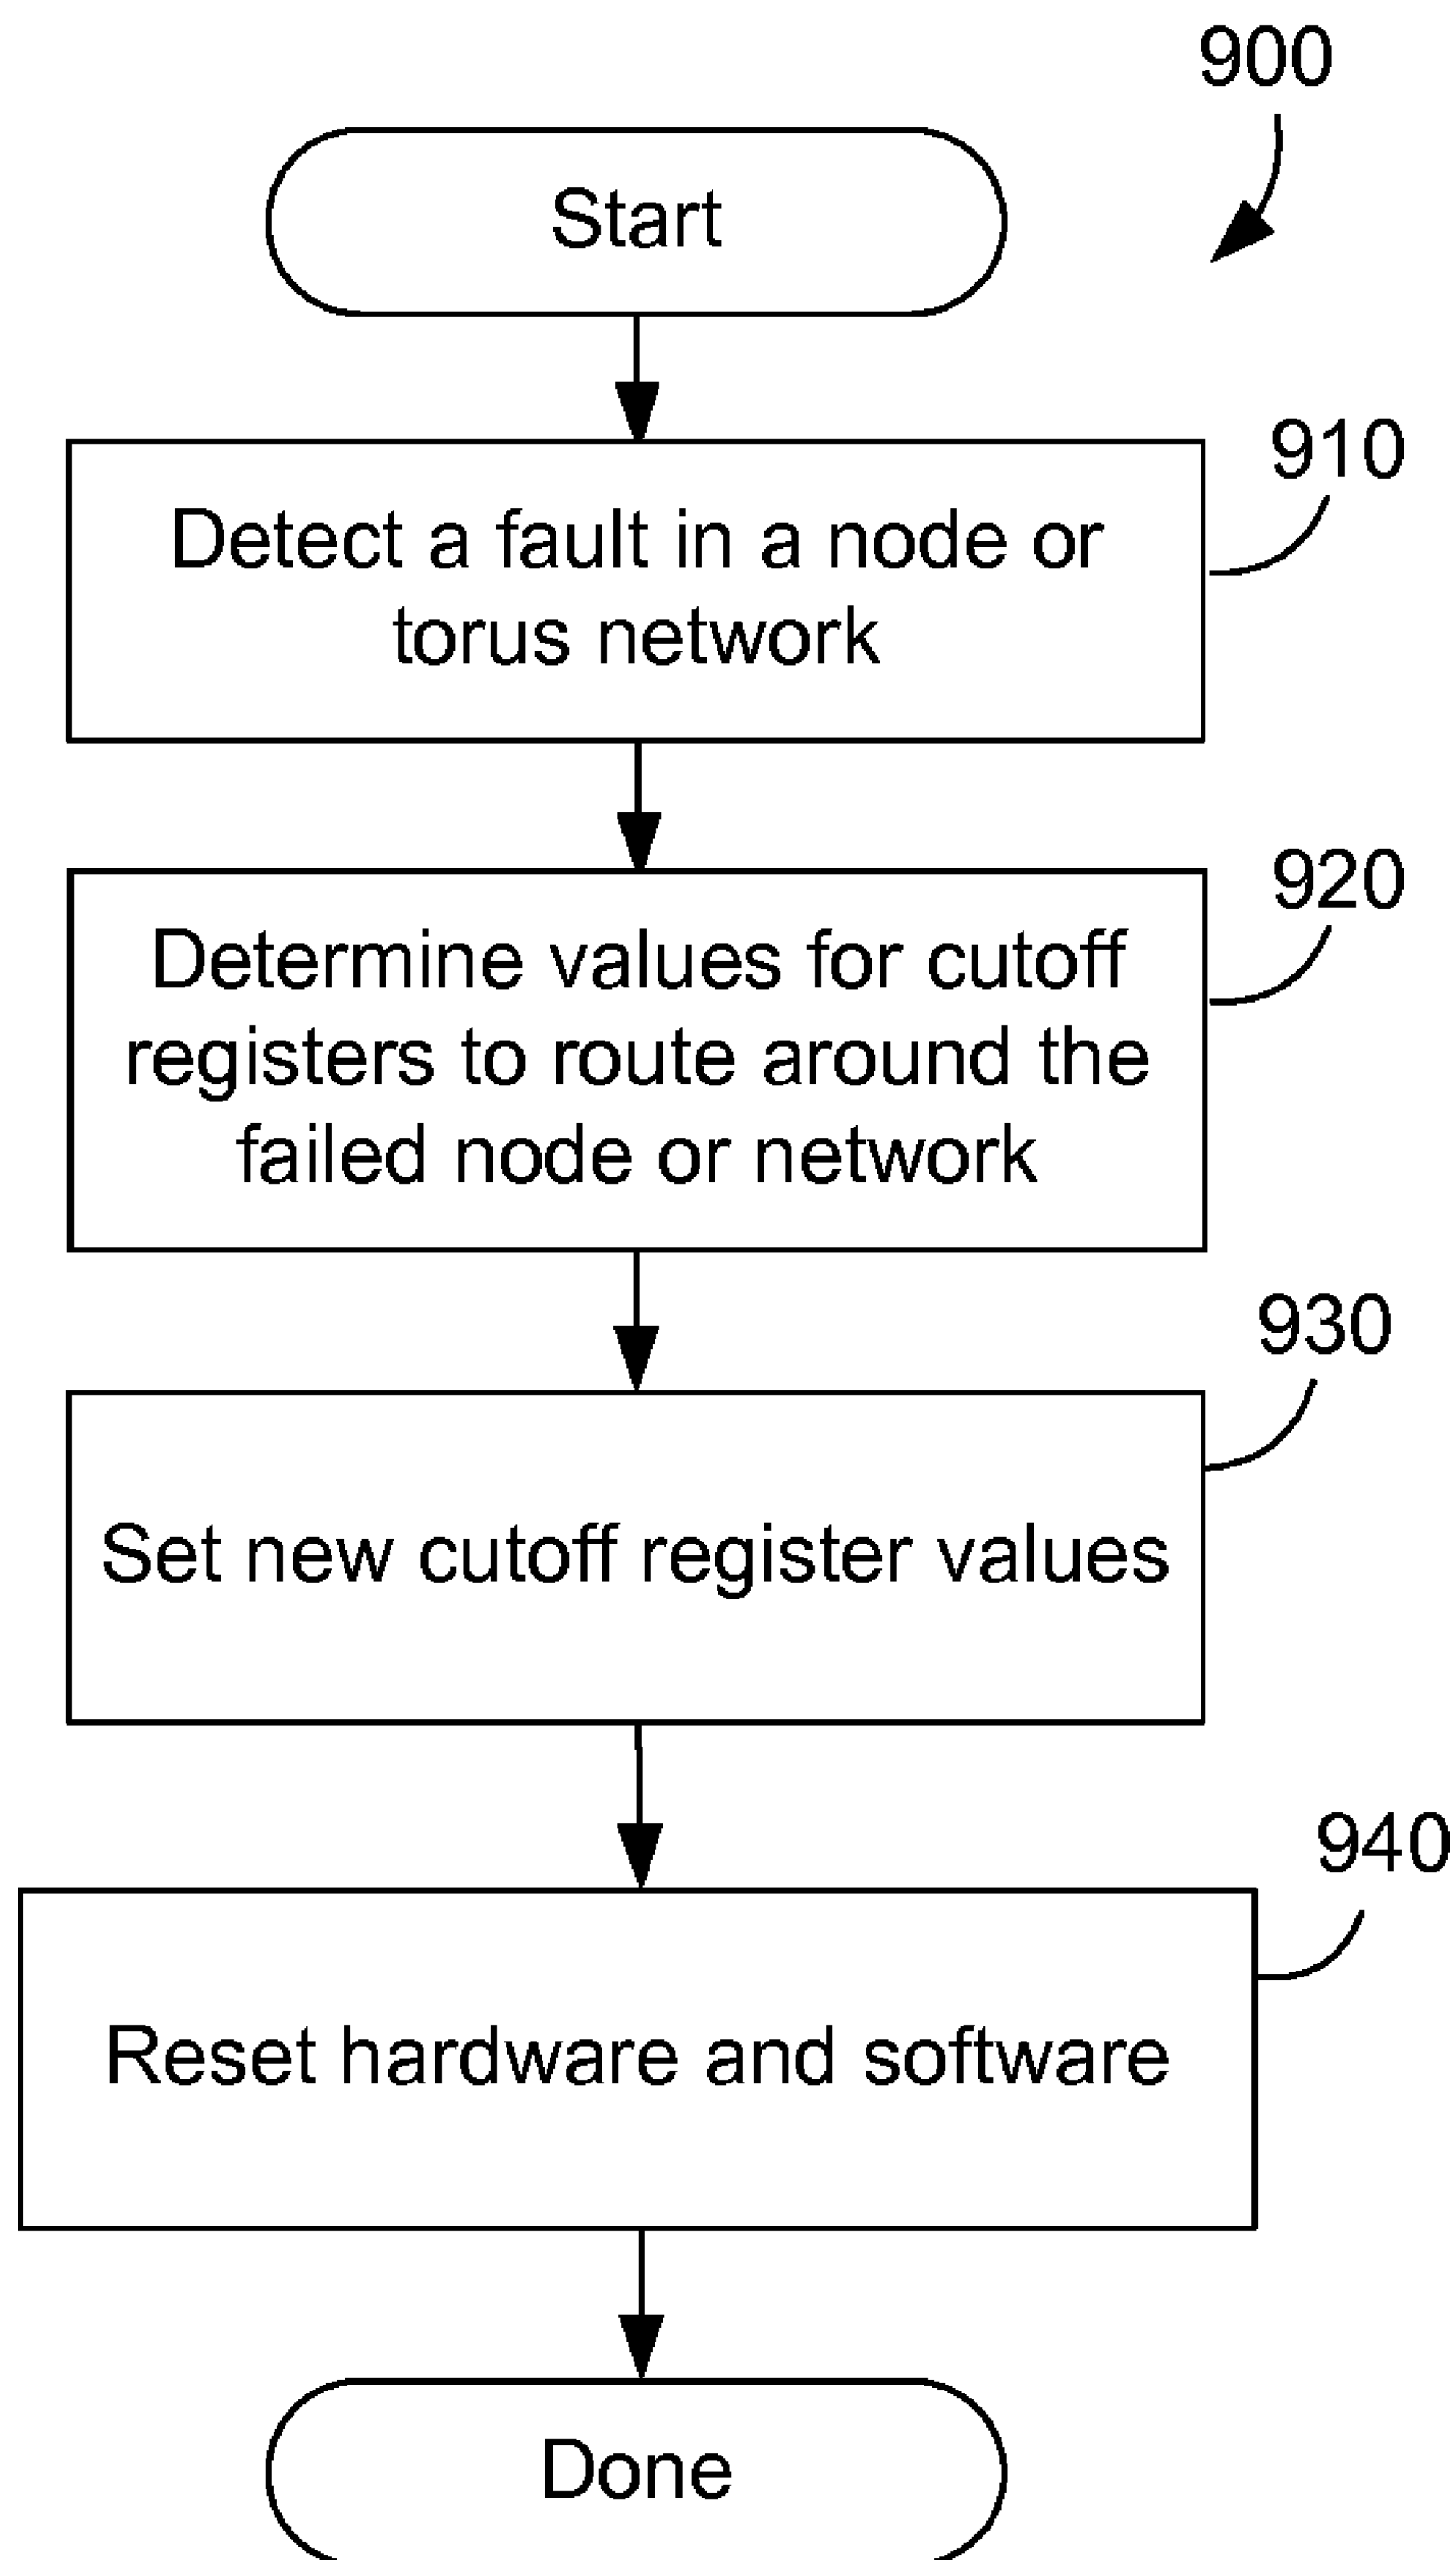 900
Start
910
Detect a fault in a node or
torus network
920
Determine values for cutoff
registers to route around the
failed node or network
930
Set new cutoff register values
940
Reset hardware and software
Done